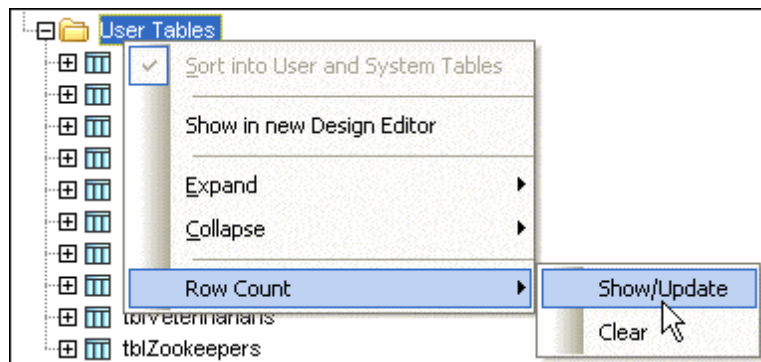 User Tables
Sort into User and System Tables
Show in new Design Editor
Expand
Collapse
Row Count
Show/Update
Clear
tblVeterinarians
tblZookeepers